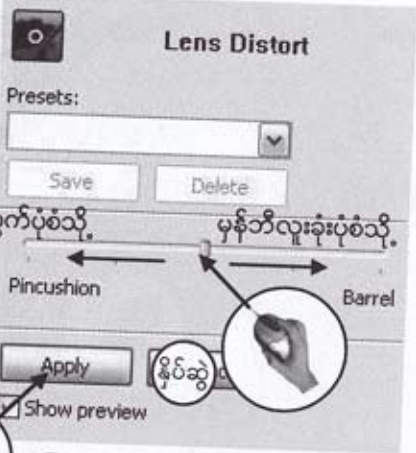 Lens Distort
Presets:
Save Delete
မှန်ဘီလူးခုံးပုံစံသို့
Pincushion Barrel
Apply နှိပ်ဆွဲ
Show preview